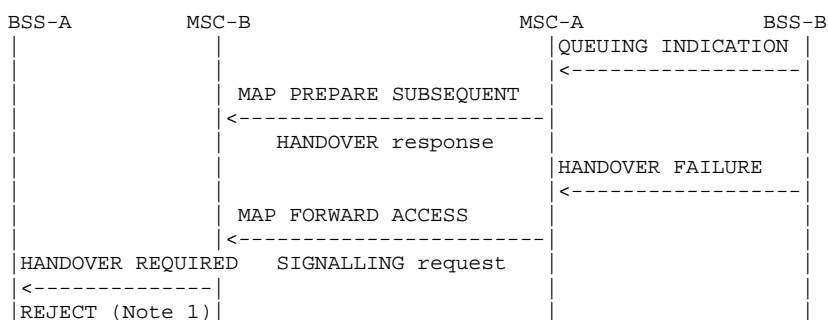 BSS-A MSC-B MSC-A BSS-B
QUEUING INDICATION
MAP PREPARE SUBSEQUENT
HANDOVER response
HANDOVER FAILURE
MAP FORWARD ACCESS
HANDOVER REQUIRED SIGNALLING request
REJECT (Note 1)